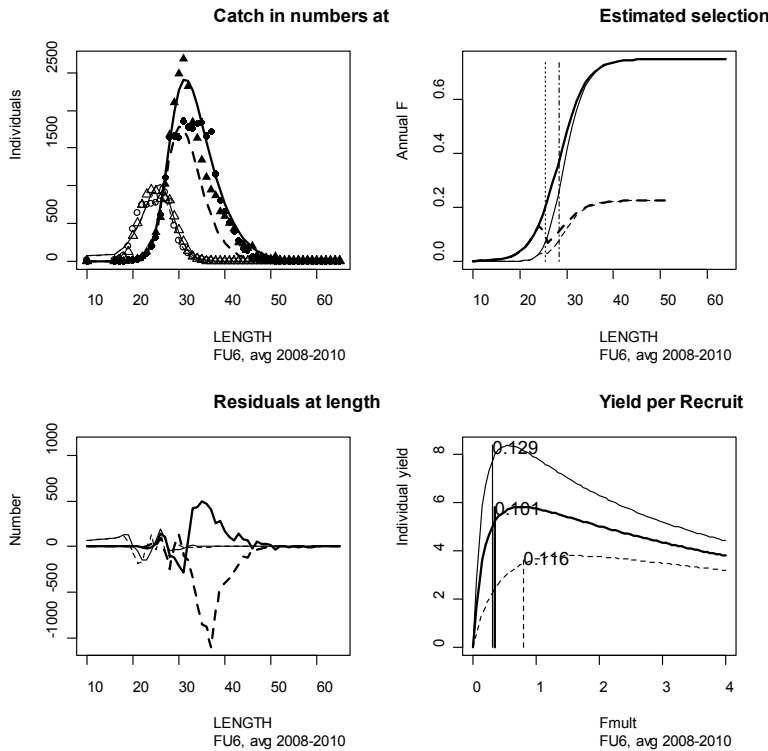 Catch in numbers at
Individuals
0 500 1500 2500
10 20 30 40 50 60
LENGTH
FU6, avg 2008-2010
Estimated selection
Annual F
0.0 0.2 0.6
10 20 30 40 50 60
LENGTH
FU6, avg 2008-2010
Residuals at length
Number
-1000 -500 0 500 1000
10 20 30 40 50 60
LENGTH
FU6, avg 2008-2010
Yield per Recruit
Individual yield
0 2 4 6 8
0.129
0.101
0.116
0 1 2 3 4
Fmult
FU6, avg 2008-2010